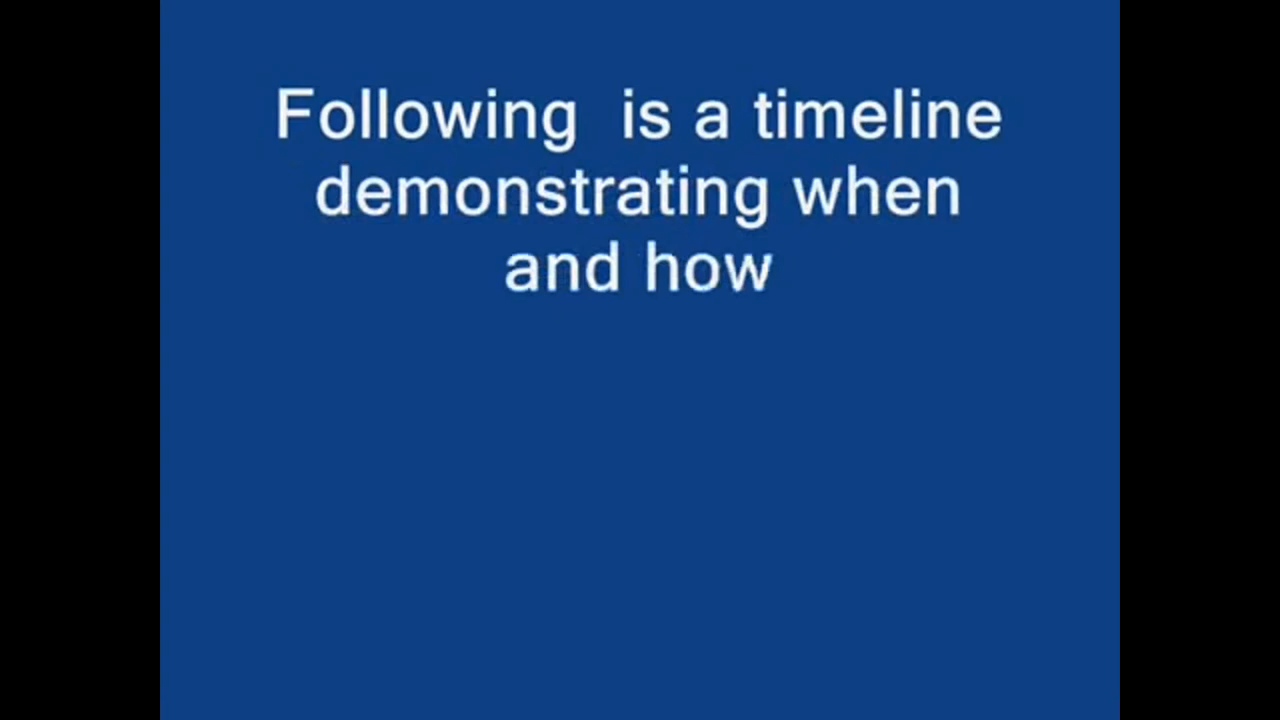 Following  is a timeline
demonstrating when
and how